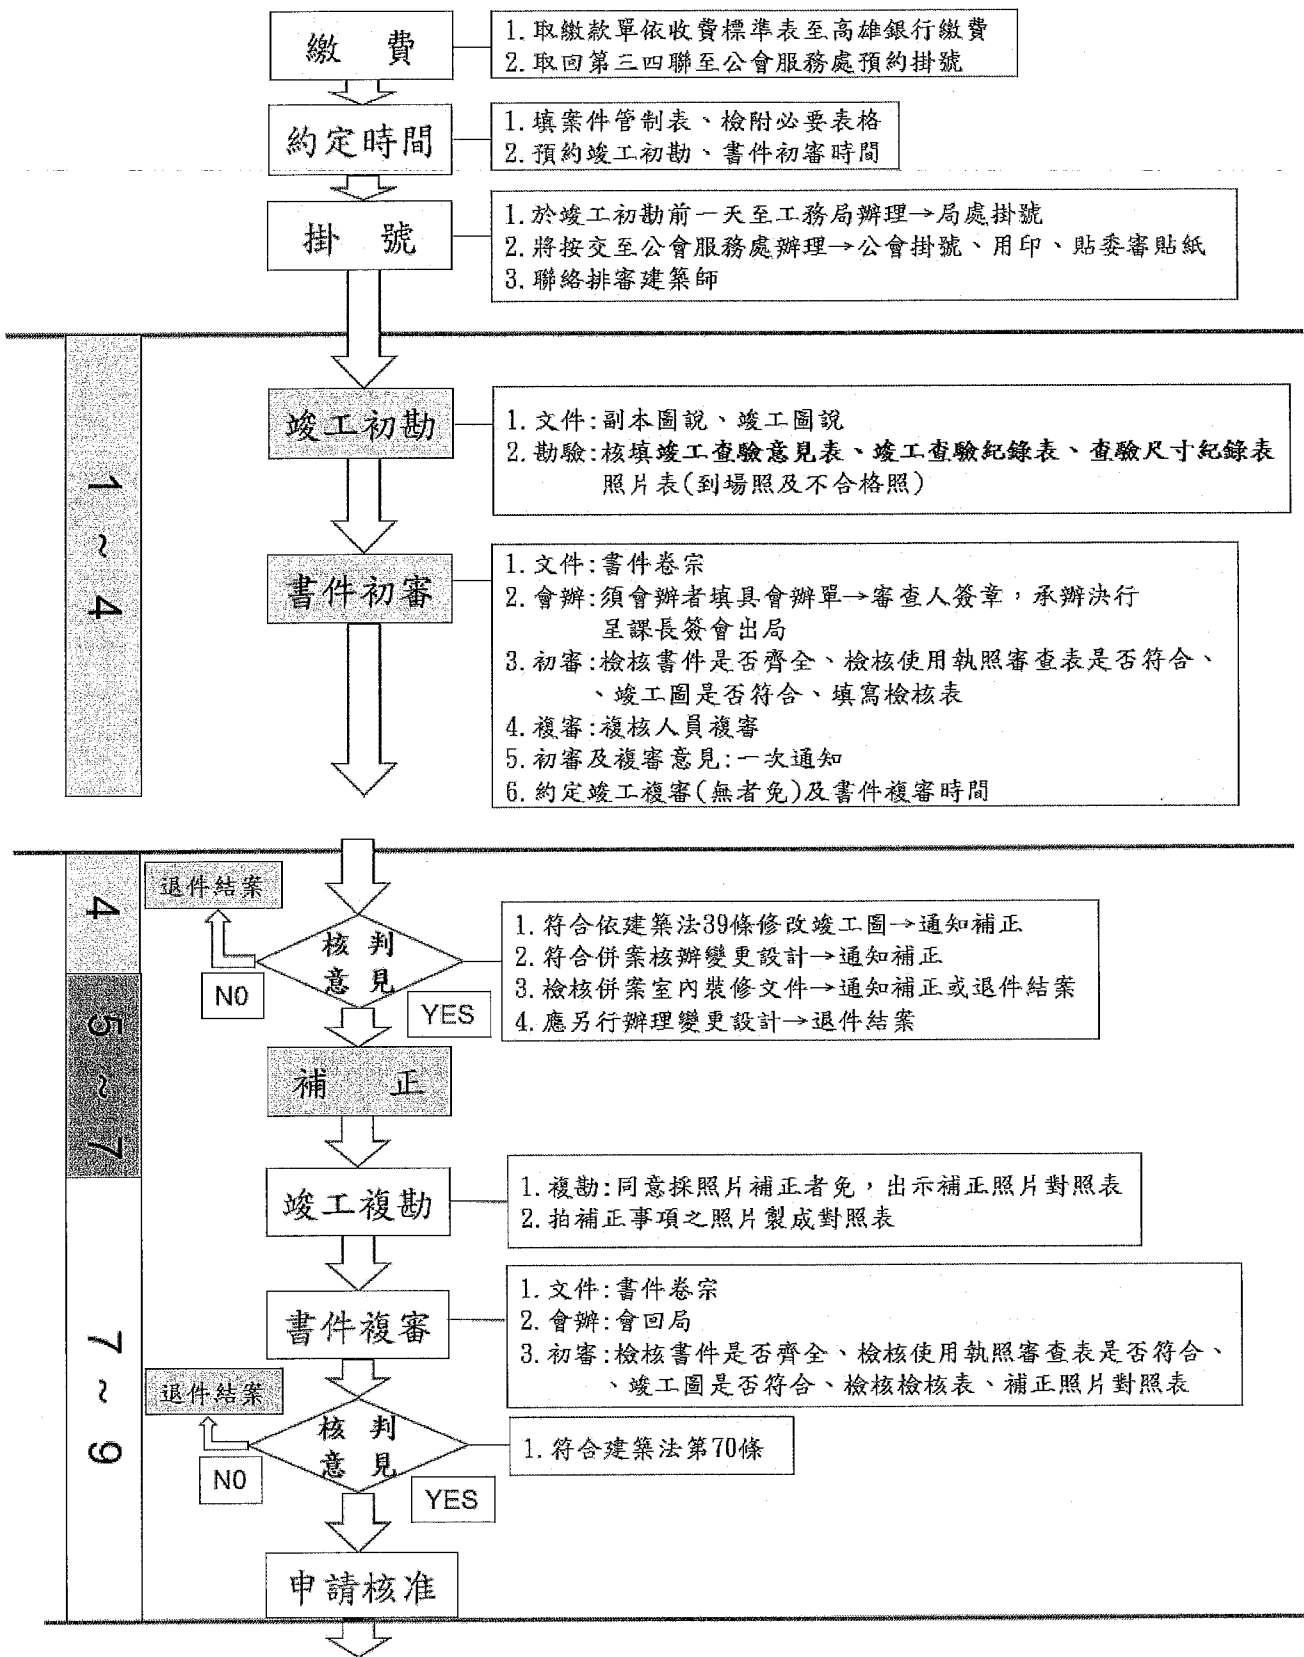 繳 費
1.取繳款單依收費標準表至高雄銀行繳費
2.取回第三四聯至公會服務處預約掛號
約定時間
1.填案件管制表、檢附必要表格
2.預約竣工初勘、書件初審時間
掛 號
1.於竣工初勘前一天至工務局辦理→局處掛號
2.將按交至公會服務處辦理→公會掛號、用印、貼委審貼紙
3.聯絡排審建築師
1~4
竣工初勘
1.文件:副本圖說、竣工圖說
2.勘驗:核填竣工查驗意見表、竣工查驗紀錄表、查驗尺寸紀錄表
照片表(到場照及不合格照)
書件初審
1.文件:書件卷宗
2.會辦:須會辦者填具會辦單→審查人簽章，承辦決行
呈課長簽會出局
3.初審:檢核書件是否齊全、檢核使用執照審查表是否符合、
、竣工圖是否符合、填寫檢核表
4.複審:複核人員複審
5.初審及複審意見:一次通知
6.約定竣工複審(無者免)及書件複審時間
4
退件結案
核 判
意 見
NO
YES
1.符合依建築法39條修改竣工圖→通知補正
2.符合併案核辦變更設計→通知補正
3.檢核併案室內裝修文件→通知補正或退件結案
4.應另行辦理變更設計→退件結案
5~7
補 正
竣工複勘
1.複勘:同意採照片補正者免，出示補正照片對照表
2.拍補正事項之照片製成對照表
7~9
書件複審
1.文件:書件卷宗
2.會辦:會回局
3.初審:檢核書件是否齊全、檢核使用執照審查表是否符合、
、竣工圖是否符合、檢核檢核表、補正照片對照表
退件結案
核 判
意 見
NO
YES
1.符合建築法第70條
申請核准